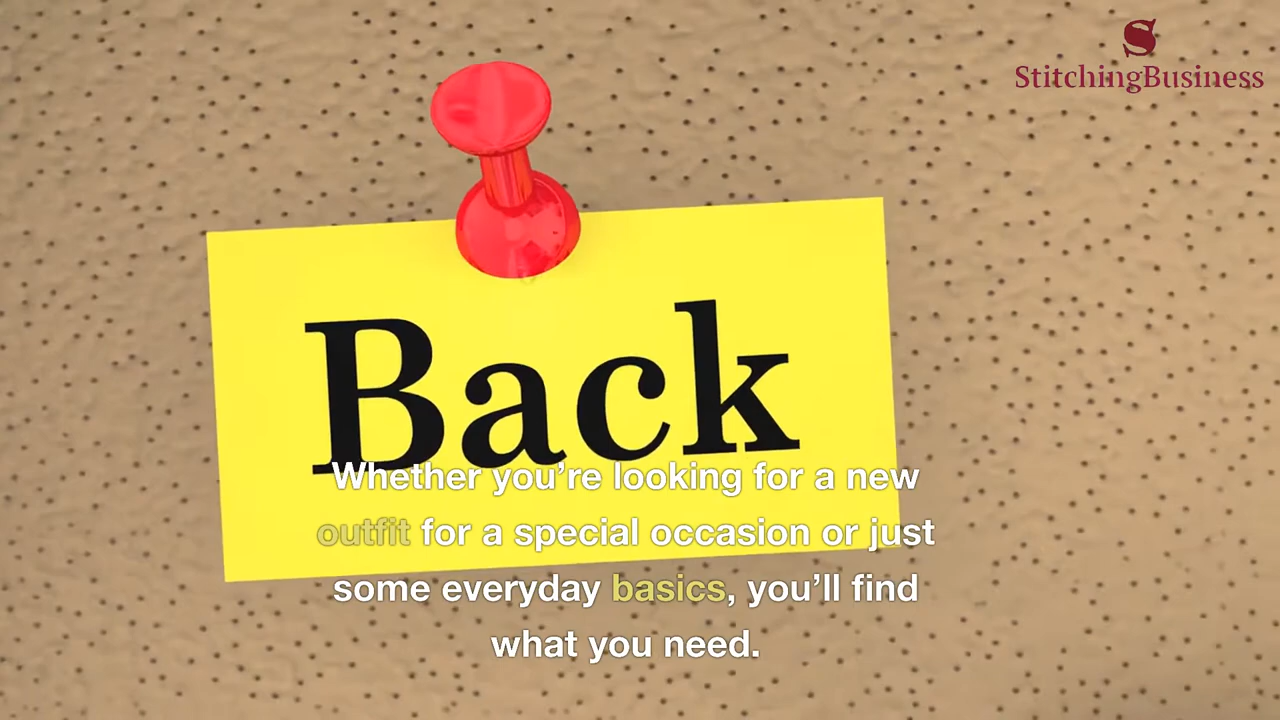 S
StitchingBusiness
Back
Whether you’re looking for a new
outfit for a special occasion or just
some everyday basics, you’ll find
what you need.